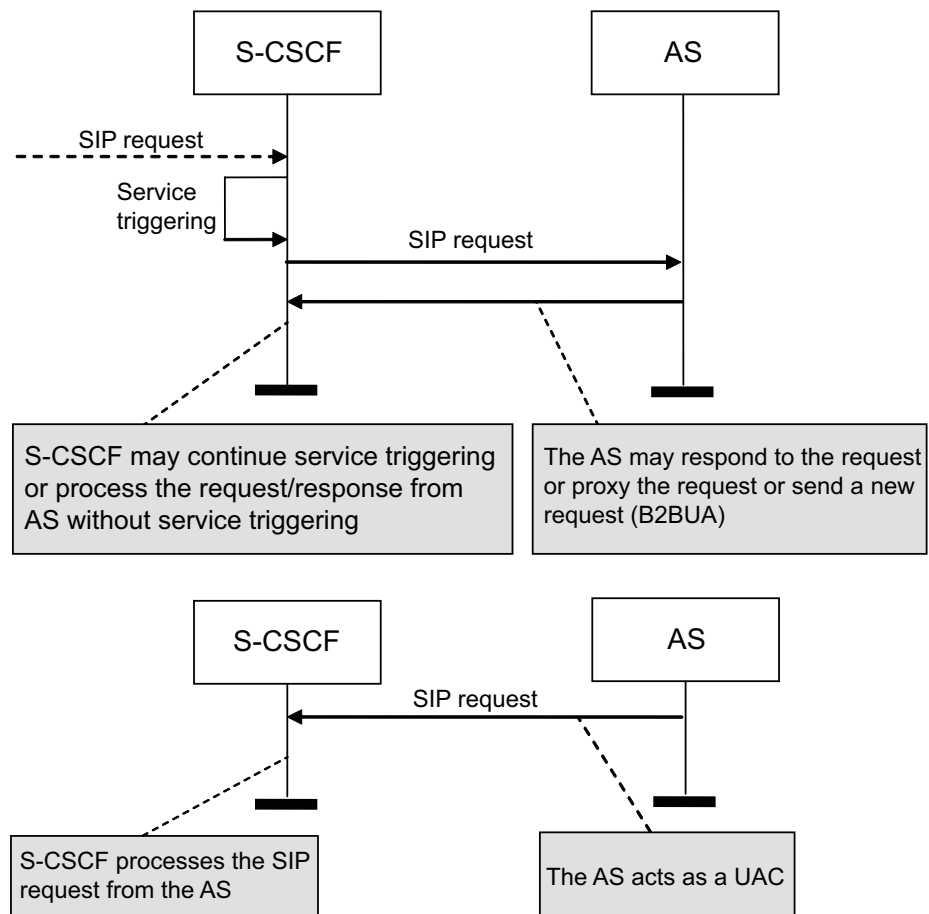 S-CSCF
AS
SIP request
Service
triggering
SIP request
S-CSCF may continue service triggering
or process the request/response from
AS without service triggering
The AS may respond to the request
or proxy the request or send a new
request (B2BUA)
S-CSCF
AS
SIP request
S-CSCF processes the SIP
request from the AS
The AS acts as a UAC